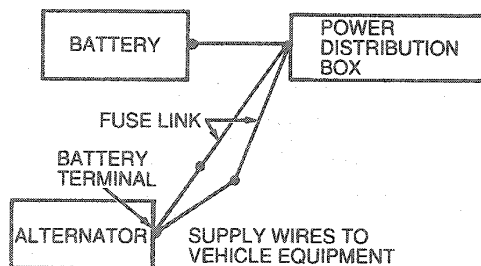 BATTERY
POWER
DISTRIBUTION
BOX
FUSE LINK
BATTERY
TERMINAL
ALTERNATOR
SUPPLY WIRES TO
VEHICLE EQUIPMENT